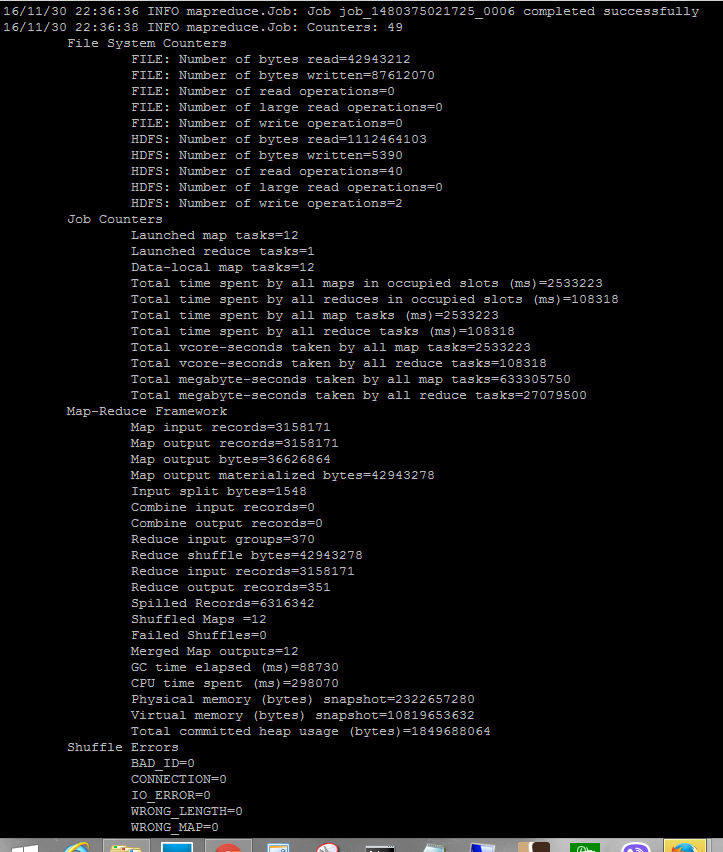 16/11/30 22:36:36 INFO mapreduce.Job: Job job_1480375021725_0006 completed successfully
16/11/30 22:36:38 INFO mapreduce.Job: Counters: 49
File System Counters
FILE: Number of bytes read=42943212
FILE: Number of bytes written=87612070
FILE: Number of read operations=0
FILE: Number of large read operations=0
FILE: Number of write operations=0
HDFS: Number of bytes read=1112464103
HDFS: Number of bytes written=5390
HDFS: Number of read operations=40
HDFS: Number of large read operations=0
HDFS: Number of write operations=2
Job Counters
Launched map tasks=12
Launched reduce tasks=1
Data-local map tasks=12
Total time spent by all maps in occupied slots (ms)=2533223
Total time spent by all reduces in occupied slots (ms)=108318
Total time spent by all map tasks (ms)=2533223
Total time spent by all reduce tasks (ms)=108318
Total vcore-seconds taken by all map tasks=2533223
Total vcore-seconds taken by all reduce tasks=108318
Total megabyte-seconds taken by all map tasks=633305750
Total megabyte-seconds taken by all reduce tasks=27079500
Map-Reduce Framework
Map input records=3158171
Map output records=3158171
Map output bytes=36626864
Map output materialized bytes=42943278
Input split bytes=1548
Combine input records=0
Combine output records=0
Reduce input groups=370
Reduce shuffle bytes=42943278
Reduce input records=3158171
Reduce output records=351
Spilled Records=6316342
Shuffled Maps =12
Failed Shuffles=0
Merged Map outputs=12
GC time elapsed (ms)=88730
CPU time spent (ms)=298070
Physical memory (bytes) snapshot=2322657280
Virtual memory (bytes) snapshot=10819653632
Total committed heap usage (bytes)=1849688064
Shuffle Errors
BAD_ID=0
CONNECTION=0
IO_ERROR=0
WRONG_LENGTH=0
WRONG_MAP=0